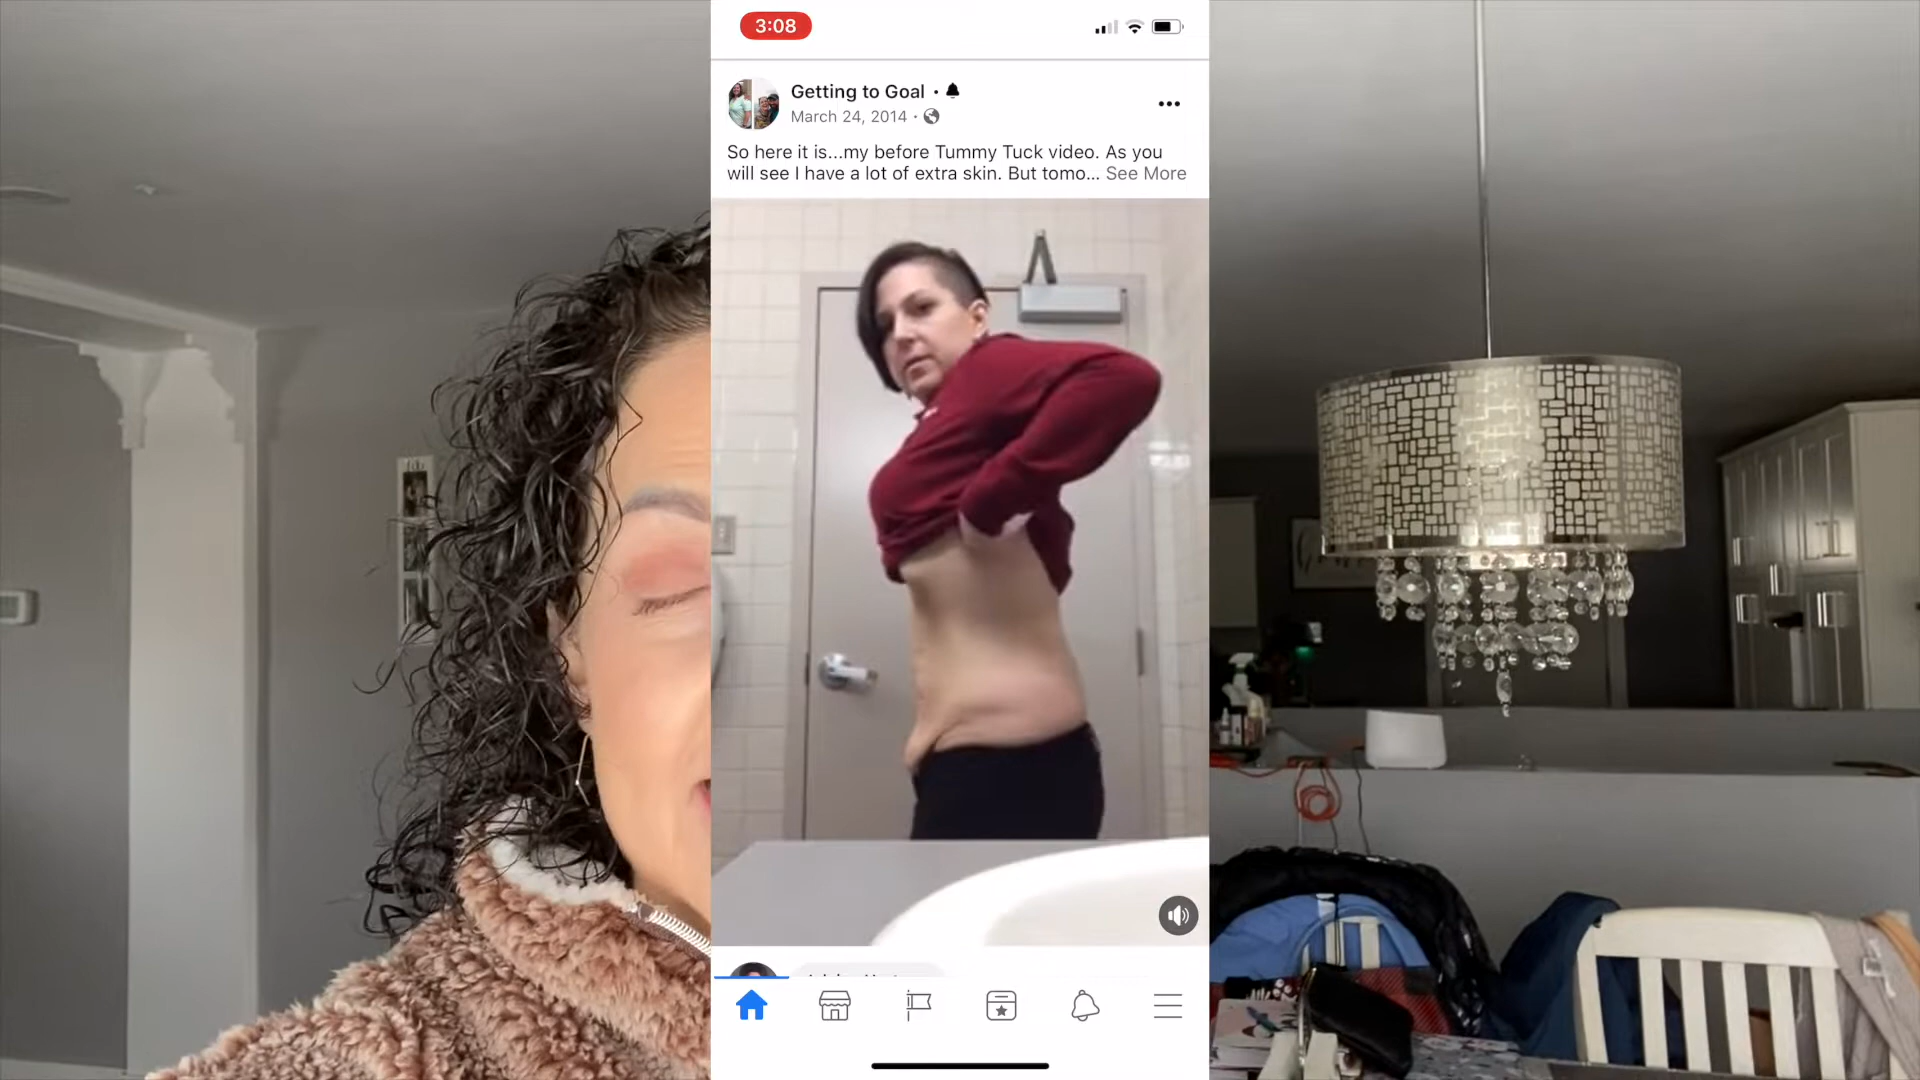 3:08
Getting to Goal •
March 24, 2014 •
So here it is...my before Tummy Tuck video. As you
will see I have a lot of extra skin. But tomo... See More